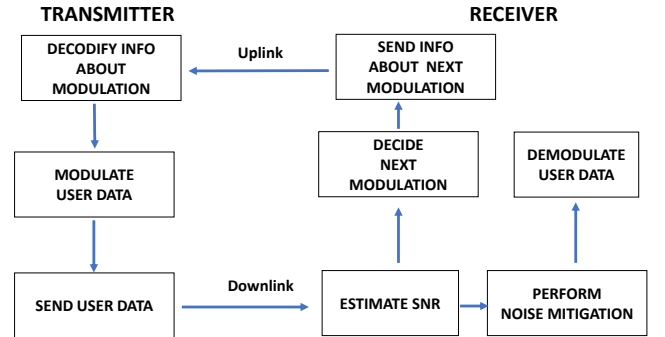 TRANSMITTER
RECEIVER
DECODIFY INFO
ABOUT
MODULATION
Uplink
SEND INFO
ABOUT NEXT
MODULATION
MODULATE
USER DATA
DECIDE
NEXT
MODULATION
DEMODULATE
USER DATA
SEND USER DATA
Downlink
ESTIMATE SNR
PERFORM
NOISE MITIGATION